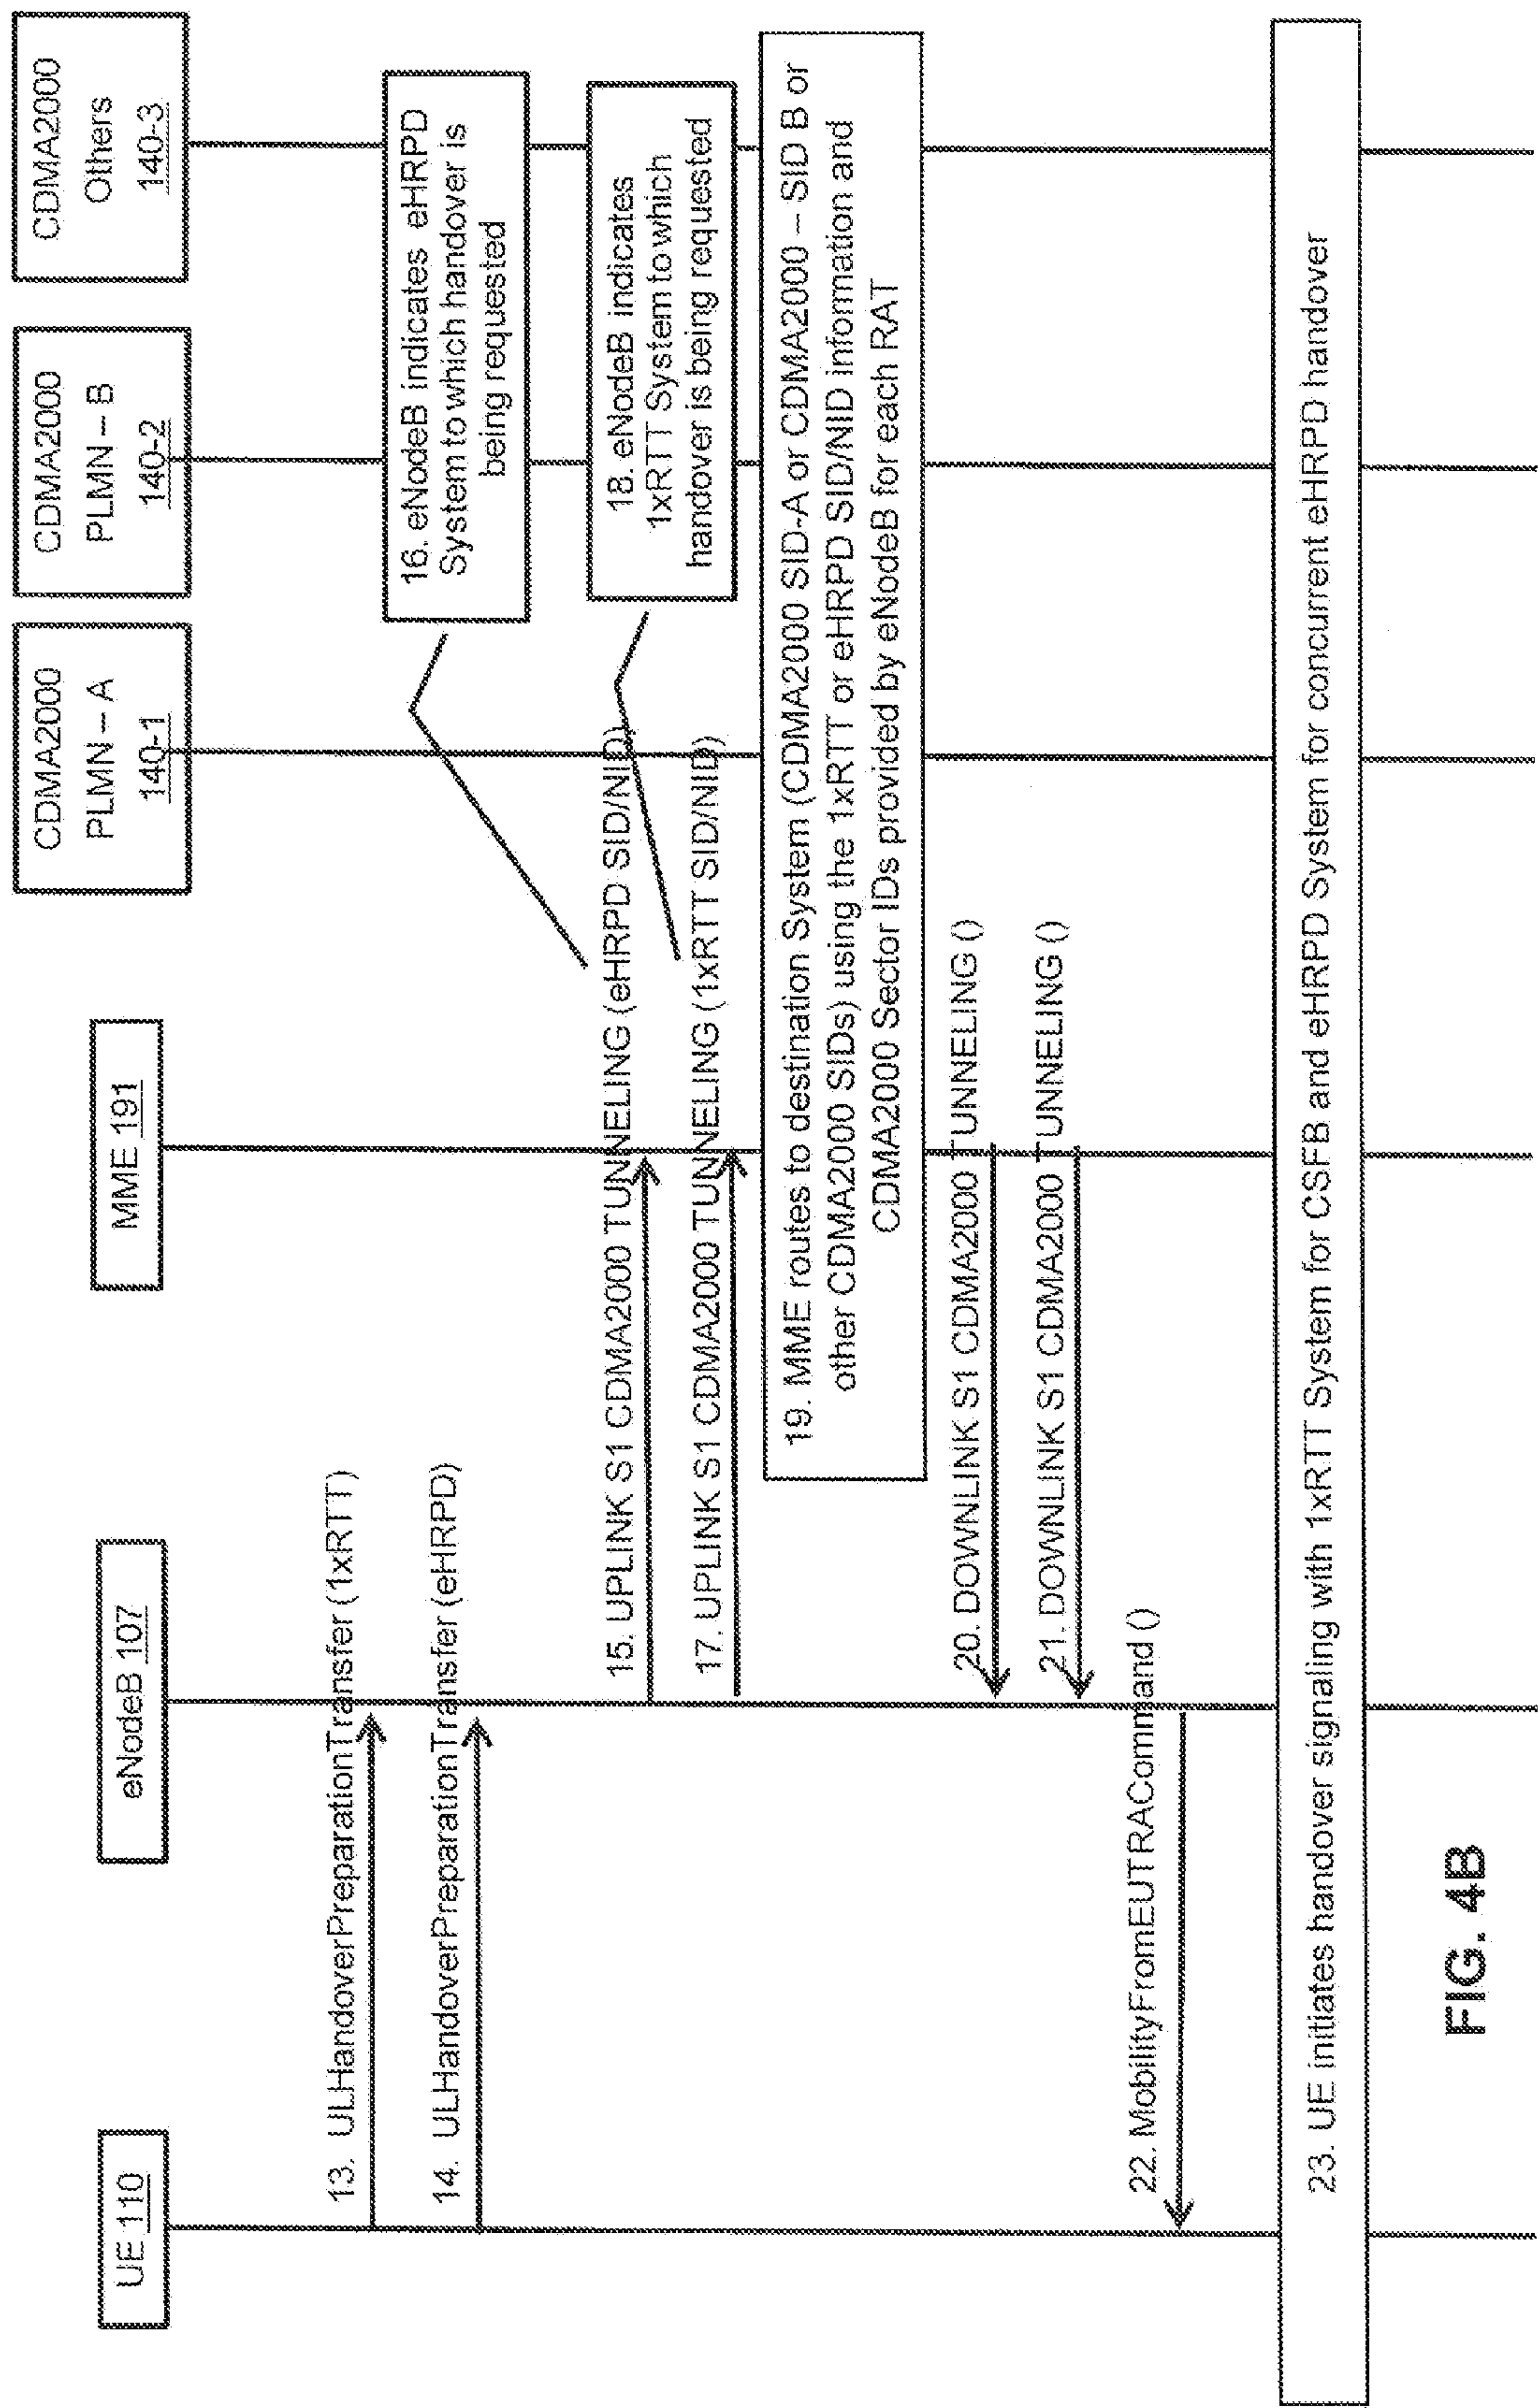 UE 110
eNodeB 107
MME 191
CDMA2000
PLMN – A
140-1
CDMA2000
PLMN – B
140-2
CDMA2000
Others
140-3
13. ULHandoverPreparationTransfer (1xRTT)
14. ULHandoverPreparationTransfer (eHRPD)
15. UPLINK S1 CDMA2000 TUNNELING (eHRPD SID/NID)
16. eNodeB indicates eHRPD
System to which handover is
being requested
17. UPLINK S1 CDMA2000 TUNNELING (1xRTT SID/NID)
18. eNodeB indicates
1xRTT System to which
handover is being requested
19. MME routes to destination System (CDMA2000 SID-A or CDMA2000 – SID B or
other CDMA2000 SIDs) using the 1xRTT or eHRPD SID/NID information and
CDMA2000 Sector IDs provided by eNodeB for each RAT
20. DOWNLINK S1 CDMA2000 TUNNELING ()
21. DOWNLINK S1 CDMA2000 TUNNELING ()
22. MobilityFromEUTRACommand ()
23. UE initiates handover signaling with 1xRTT System for CSFB and eHRPD System for concurrent eHRPD handover
FIG. 4B